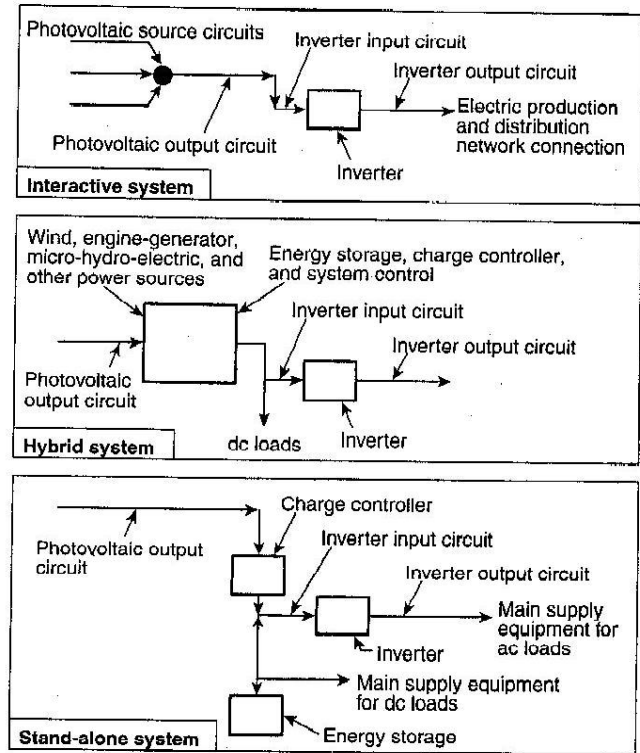 Photovoltaic source circuits
Inverter input circuit
Inverter output circuit
Photovoltaic output circuit
Electric production
and distribution
network connection
Inverter
Interactive system
Wind, engine-generator,
micro-hydro-electric, and
other power sources
Energy storage, charge controller,
and system control
Inverter input circuit
Inverter output circuit
Photovoltaic
output circuit
dc loads
Inverter
Hybrid system
Charge controller
Photovoltaic output
circuit
Inverter input circuit
Inverter output circuit
Main supply
equipment for
ac loads
Inverter
Main supply equipment
for dc loads
Energy storage
Stand-alone system